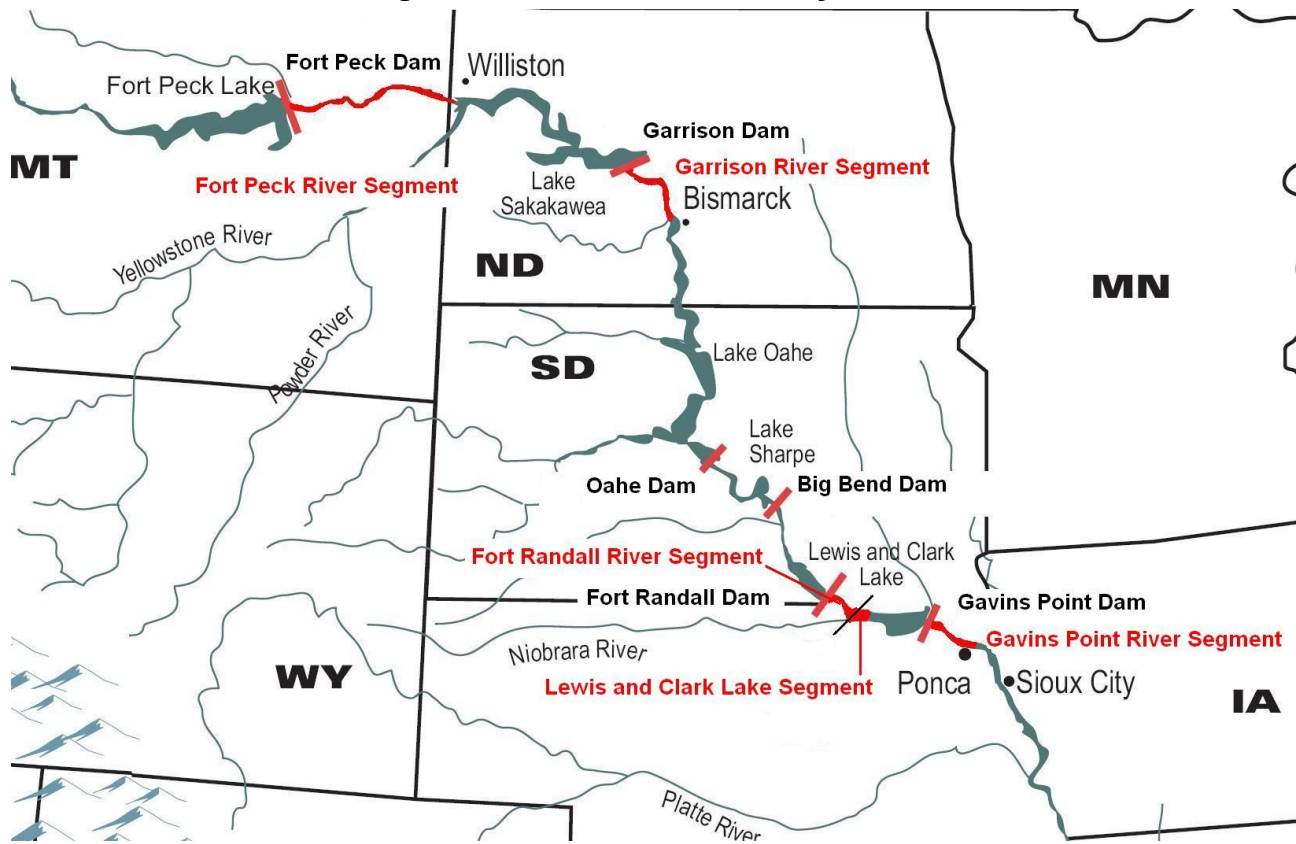 Fort Peck Dam
Williston
Fort Peck Lake
Garrison Dam
MT
Garrison River Segment
Fort Peck River Segment
Lake
Sakakawea
Bismarck
Yellowstone River
ND
MN
Powder River
SD
Lake Oahe
Lake
Sharpe
Oahe Dam
Big Bend Dam
Fort Randall River Segment
Lewis and Clark
Lake
Fort Randall Dam
Gavins Point Dam
Niobrara River
Gavins Point River Segment
WY
Lewis and Clark Lake Segment
Ponca
Sioux City
IA
Platte River